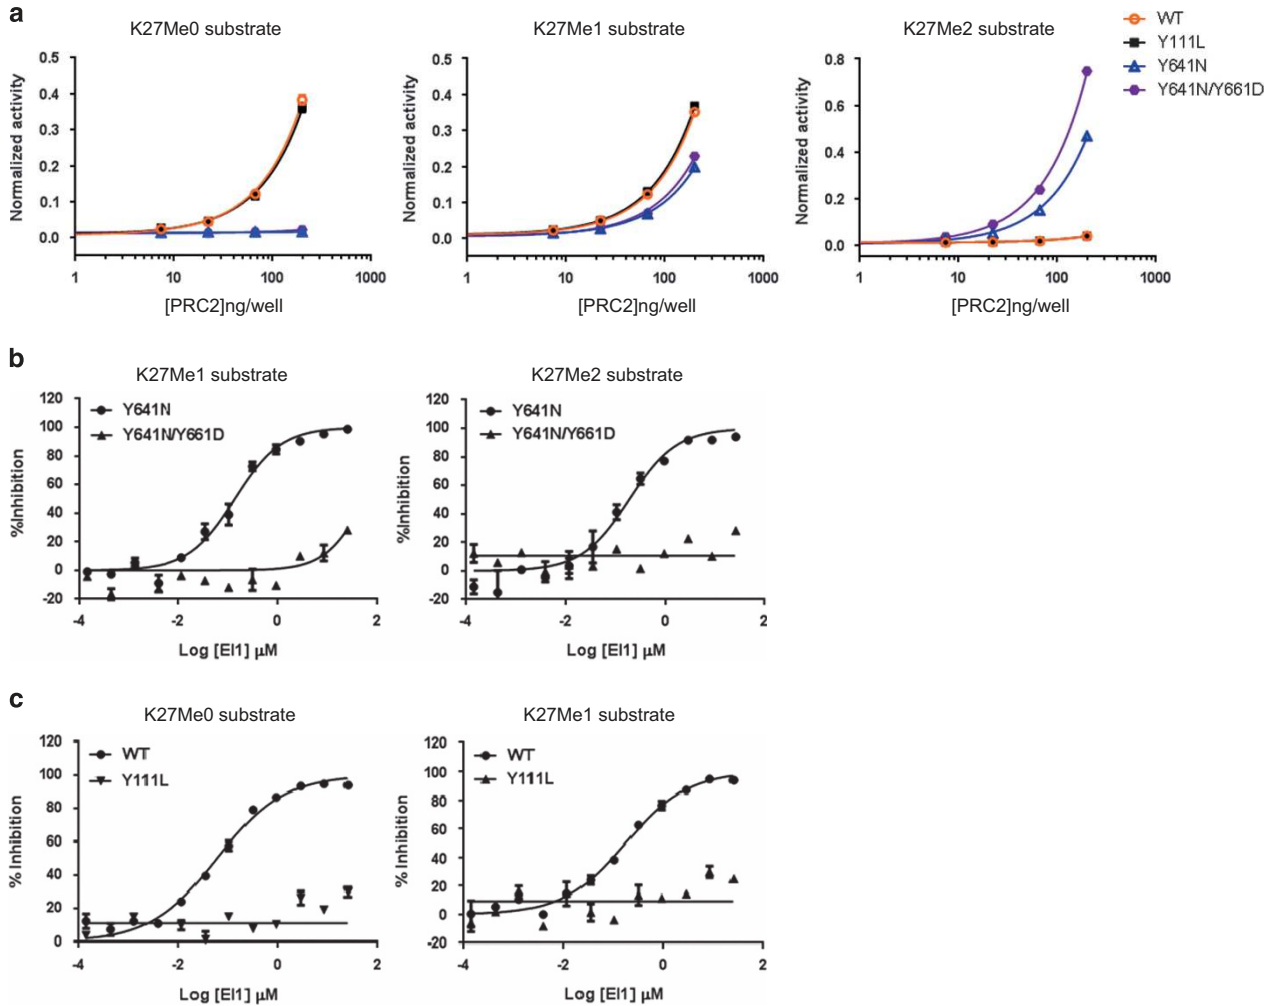 a
K27Me0 substrate
K27Me1 substrate
K27Me2 substrate
WT
Y111L
Y641N
Y641N/Y661D
Normalized activity
0.5
0.4
0.3
0.2
0.1
0.0
1 10 100 1000
[PRC2]ng/well
Normalized activity
0.5
0.4
0.3
0.2
0.1
0.0
1 10 100 1000
[PRC2]ng/well
Normalized activity
0.8
0.6
0.4
0.2
0.0
1 10 100 1000
[PRC2]ng/well
b
K27Me1 substrate
Y641N
Y641N/Y661D
%Inhibition
120
100
80
60
40
20
0
-20
-4 -2 0 2
Log [EI1] µM
K27Me2 substrate
Y641N
Y641N/Y661D
%Inhibition
120
100
80
60
40
20
0
-20
-4 -2 0 2
Log [EI1] µM
c
K27Me0 substrate
WT
Y111L
% Inhibition
120
100
80
60
40
20
0
-4 -2 0 2
Log [EI1] µM
K27Me1 substrate
WT
Y111L
% Inhibition
120
100
80
60
40
20
0
-20
-4 -2 0 2
Log [EI1] µM